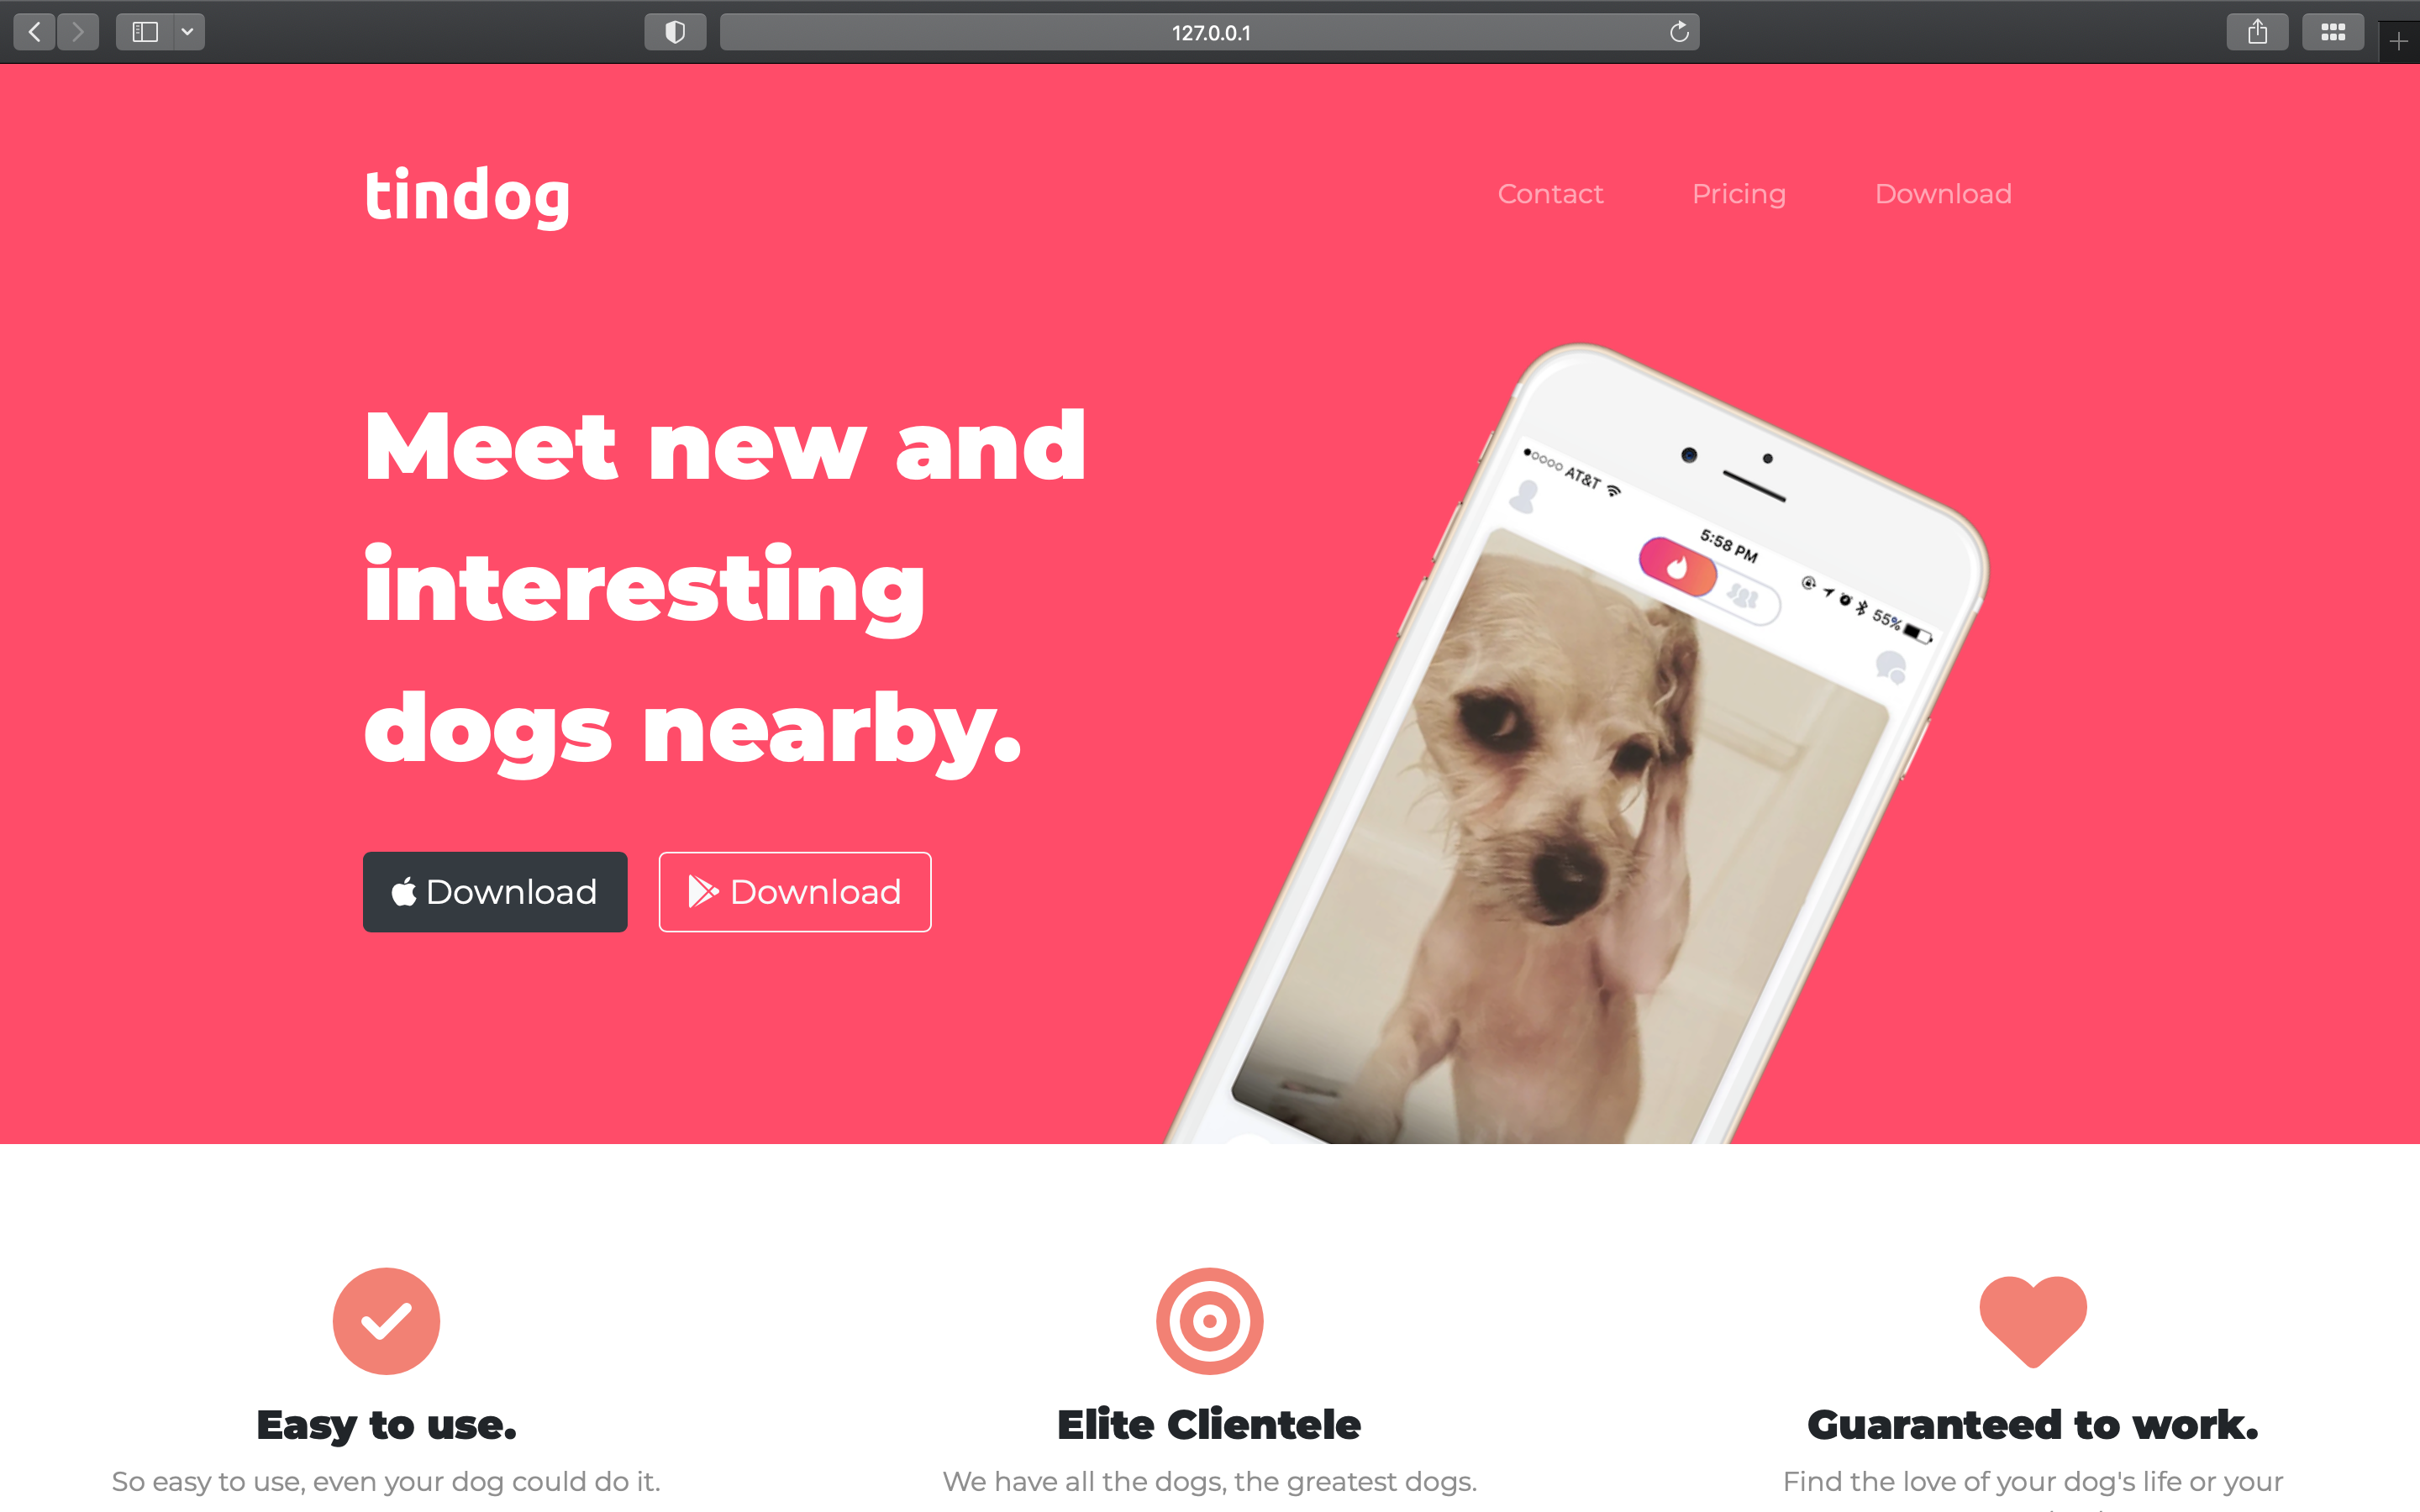 127.0.0.1
tindog
Contact Pricing Download
Meet new and
interesting
dogs nearby.
Download Download
AT&T
5:58 PM
55%
Easy to use.
So easy to use, even your dog could do it.
Elite Clientele
We have all the dogs, the greatest dogs.
Guaranteed to work.
Find the love of your dog's life or your